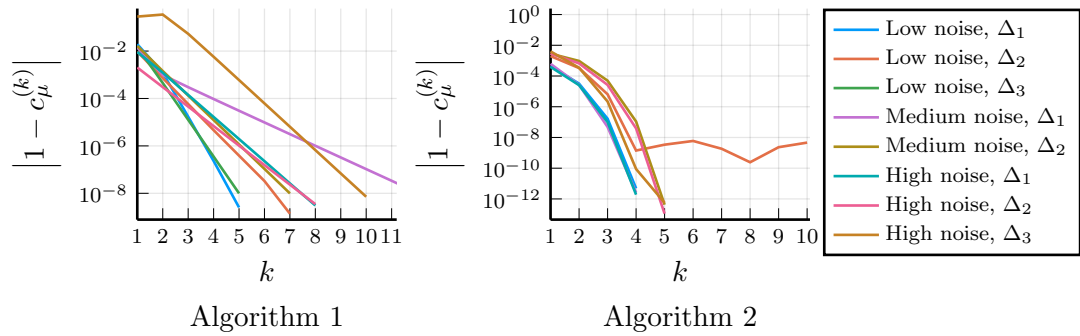 |1 − c_μ^(k)|
10⁻²
10⁻⁴
10⁻⁶
10⁻⁸
1 2 3 4 5 6 7 8 9 10 11
k
Algorithm 1
|1 − c_μ^(k)|
10⁰
10⁻²
10⁻⁴
10⁻⁶
10⁻⁸
10⁻¹⁰
10⁻¹²
1 2 3 4 5 6 7 8 9 10
k
Algorithm 2
Low noise, Δ₁
Low noise, Δ₂
Low noise, Δ₃
Medium noise, Δ₁
Medium noise, Δ₂
High noise, Δ₁
High noise, Δ₂
High noise, Δ₃